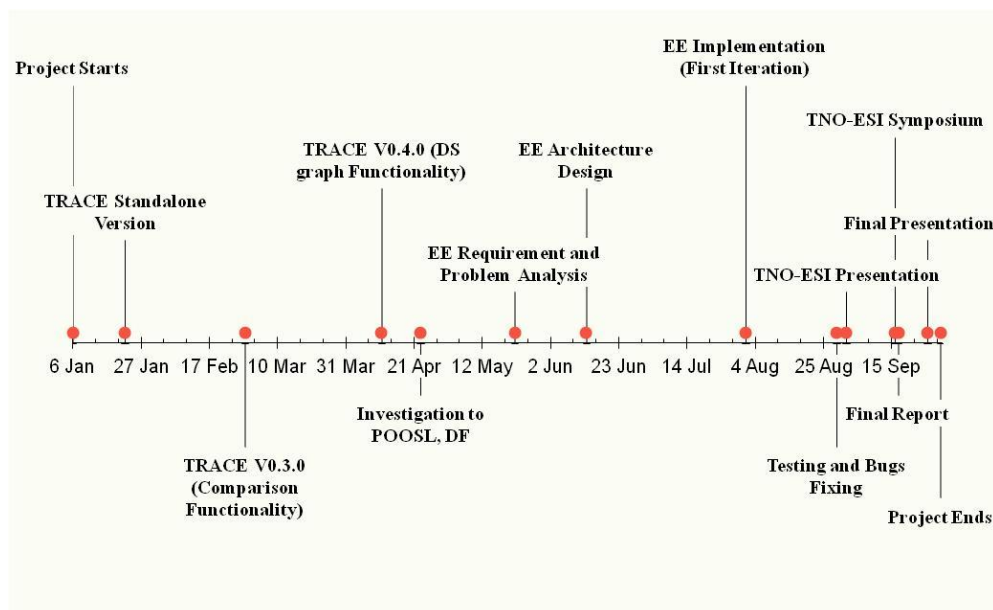 EE Implementation
(First Iteration)
Project Starts
TNO-ESI Symposium
TRACE V0.4.0 (DS
graph Functionality)
EE Architecture
Design
TRACE Standalone
Version
Final Presentation
EE Requirement and
Problem Analysis
TNO-ESI Presentation
6 Jan 27 Jan 17 Feb 10 Mar 31 Mar 21 Apr 12 May 2 Jun 23 Jun 14 Jul 4 Aug 25 Aug 15 Sep
Investigation to
POOSL, DF
Final Report
TRACE V0.3.0
(Comparison
Functionality)
Testing and Bugs
Fixing
Project Ends